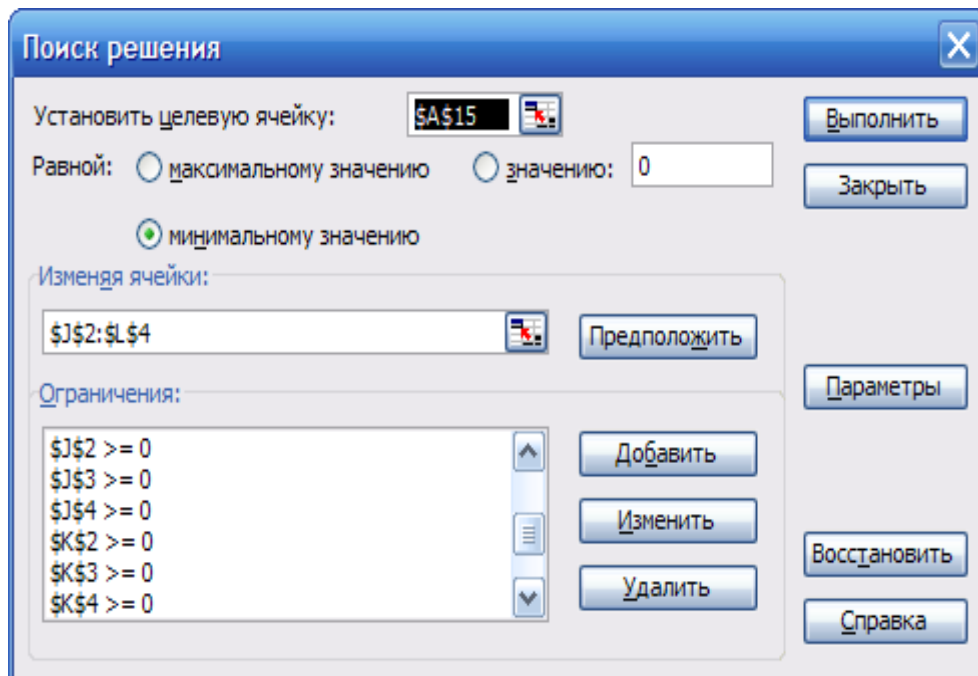 Поиск решения
Установить целевую ячейку: $A$15
Выполнить
Равной: максимальному значению значению: 0
Закрыть
минимальному значению
Изменяя ячейки:
$J$2:$L$4
Предположить
Ограничения:
Параметры
$J$2 >= 0
$J$3 >= 0
$J$4 >= 0
$K$2 >= 0
$K$3 >= 0
$K$4 >= 0
Добавить
Изменить
Удалить
Восстановить
Справка